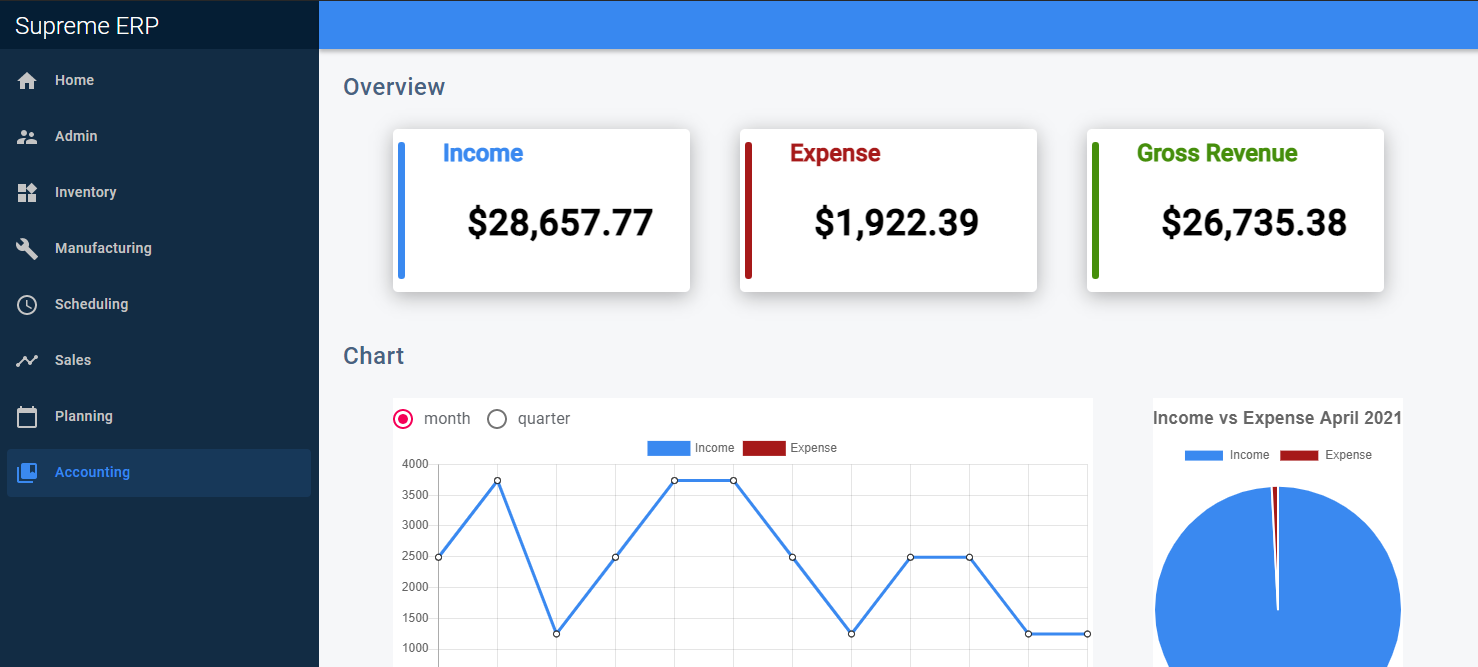 Supreme ERP
Home
Admin
Inventory
Manufacturing
Scheduling
Sales
Planning
Accounting
Overview
Income
$28,657.77
Expense
$1,922.39
Gross Revenue
$26,735.38
Chart
month quarter
Income Expense
4000
3500
3000
2500
2000
1500
1000
Income vs Expense April 2021
Income Expense